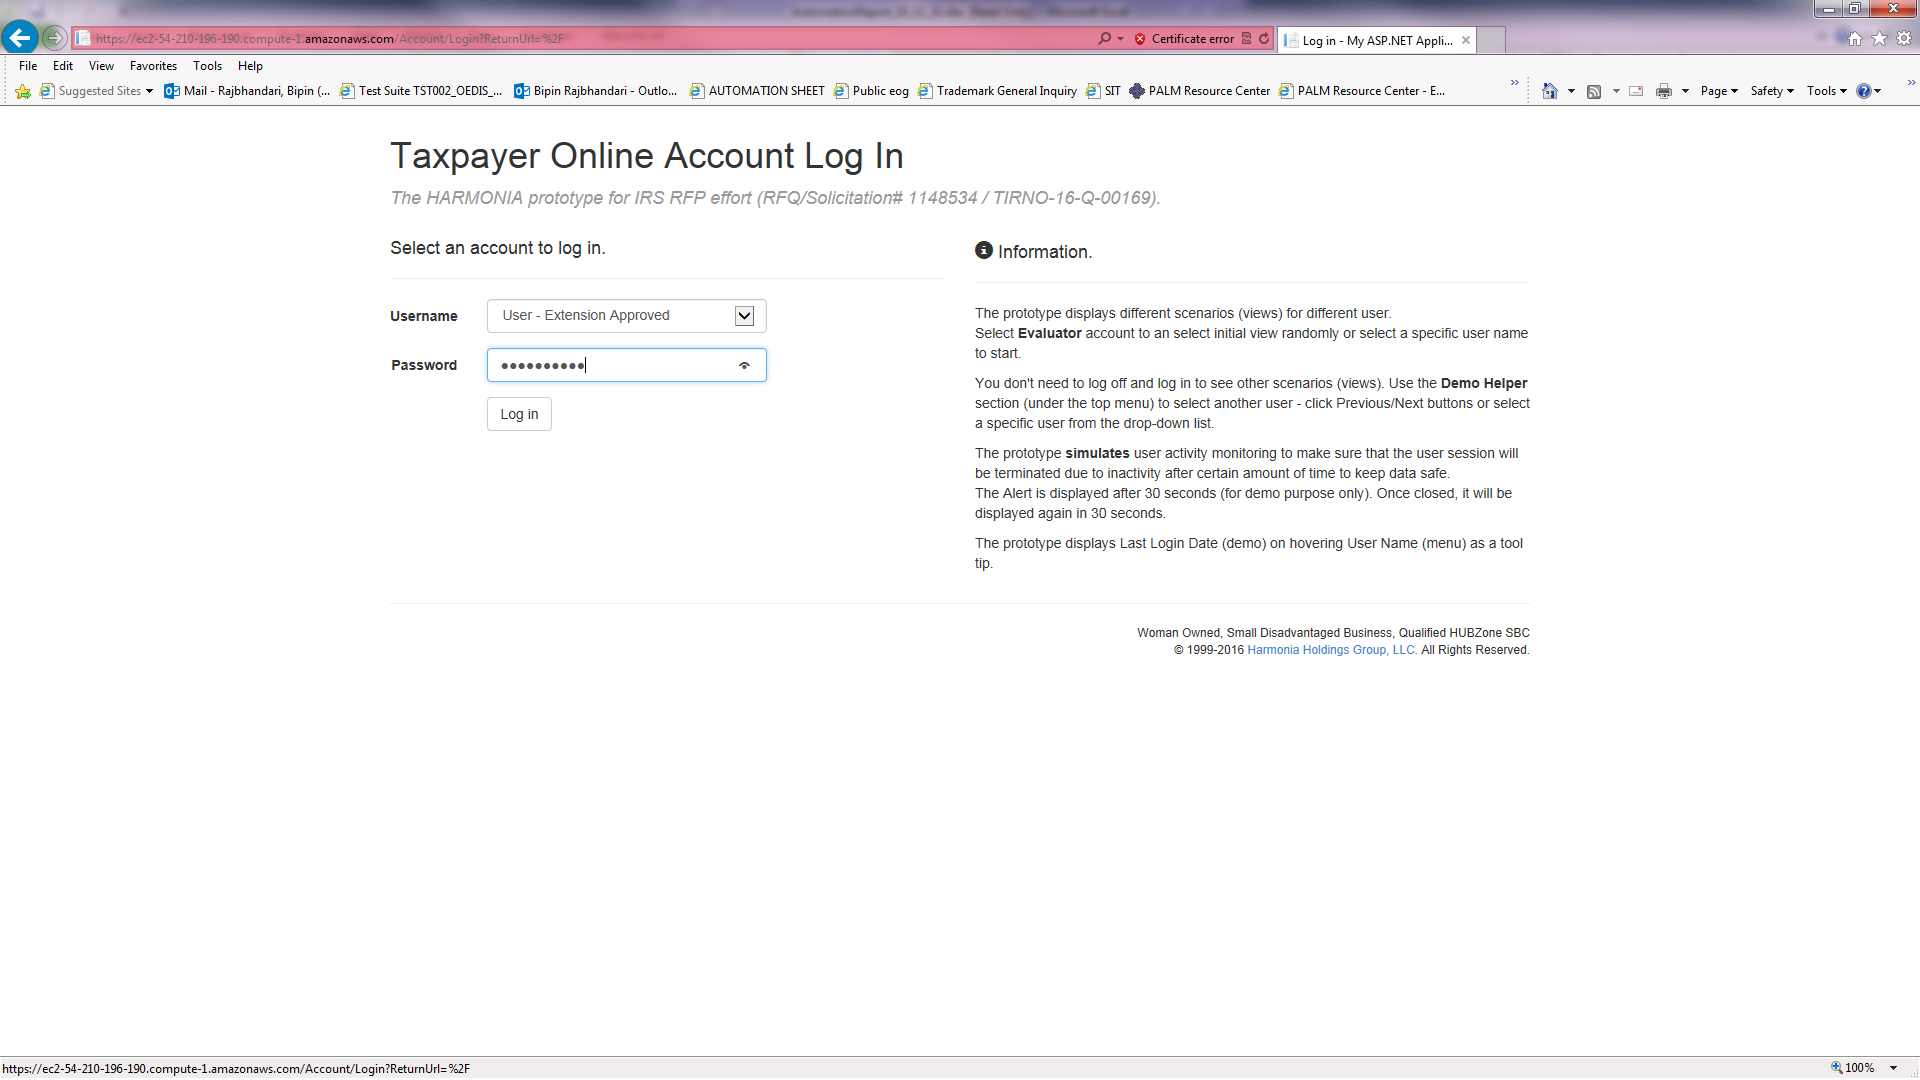 https://ec2-54-210-196-190.compute-1.amazonaws.com/Account/Login?ReturnUrl=%2F
Certificate error
Log in - My ASP.NET Appli...
File Edit View Favorites Tools Help
Suggested Sites Mail - Rajbhandari, Bipin (... Test Suite TST002_OEDIS_... Bipin Rajbhandari - Outlo... AUTOMATION SHEET Public eog Trademark General Inquiry SIT PALM Resource Center PALM Resource Center - E... Page Safety Tools
Taxpayer Online Account Log In
The HARMONIA prototype for IRS RFP effort (RFQ/Solicitation# 1148534 / TIRNO-16-Q-00169).
Select an account to log in.
Username User - Extension Approved
Password
Log in
Information.
The prototype displays different scenarios (views) for different user.
Select Evaluator account to an select initial view randomly or select a specific user name
to start.
You don't need to log off and log in to see other scenarios (views). Use the Demo Helper
section (under the top menu) to select another user - click Previous/Next buttons or select
a specific user from the drop-down list.
The prototype simulates user activity monitoring to make sure that the user session will
be terminated due to inactivity after certain amount of time to keep data safe.
The Alert is displayed after 30 seconds (for demo purpose only). Once closed, it will be
displayed again in 30 seconds.
The prototype displays Last Login Date (demo) on hovering User Name (menu) as a tool
tip.
Woman Owned, Small Disadvantaged Business, Qualified HUBZone SBC
© 1999-2016 Harmonia Holdings Group, LLC. All Rights Reserved.
https://ec2-54-210-196-190.compute-1.amazonaws.com/Account/Login?ReturnUrl=%2F
100%